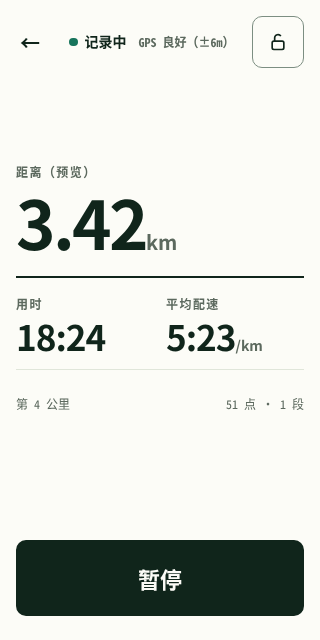 ← 记录中 GPS 良好（±6m）
距离（预览）
3.42km
用时 平均配速
18:24 5:23/km
第 4 公里 51 点 · 1 段
暂停